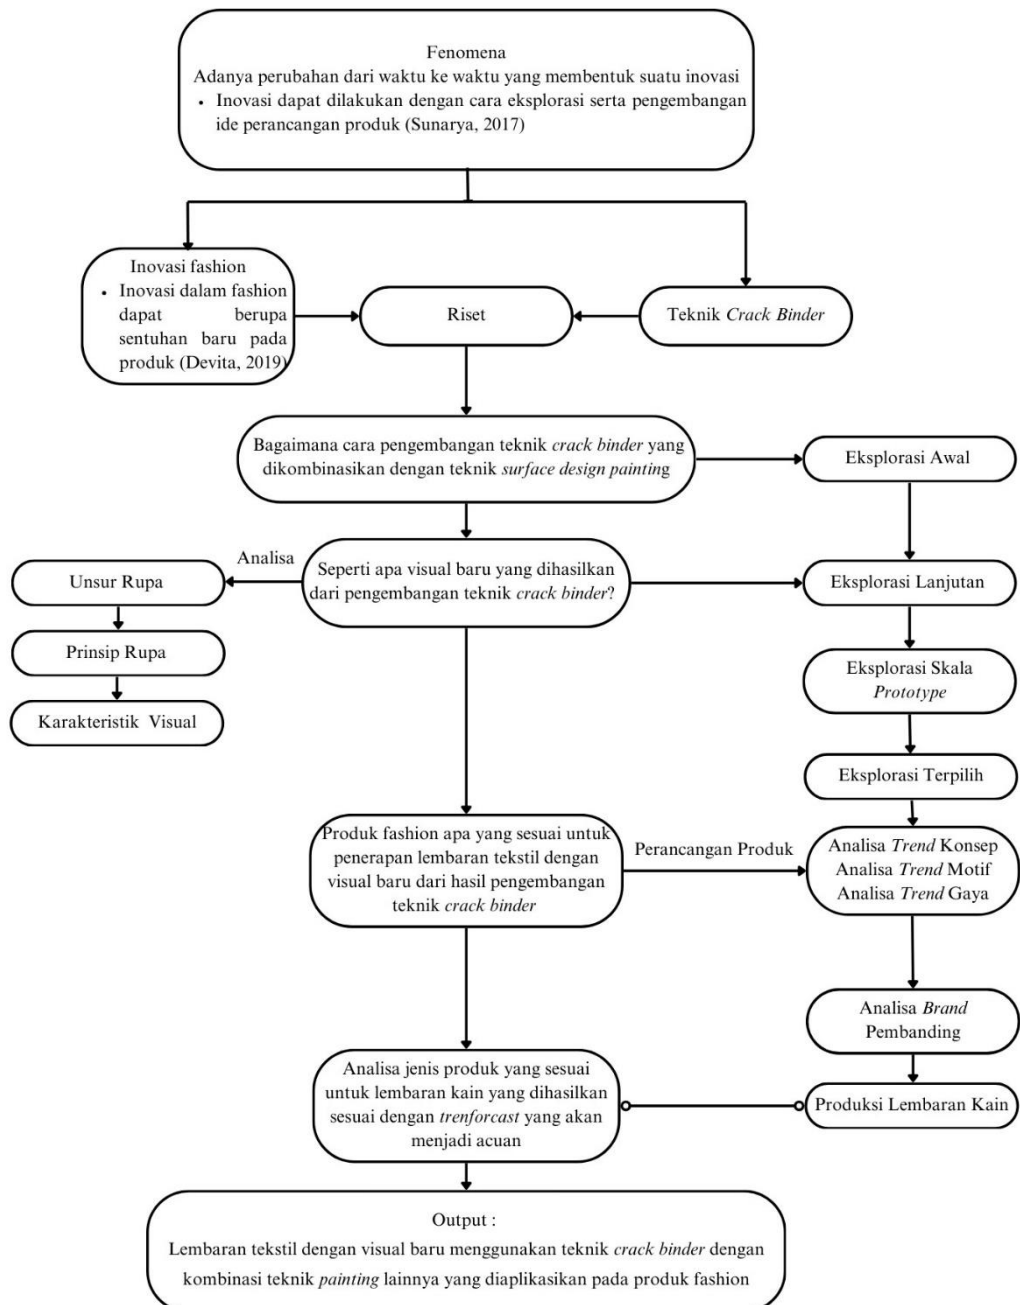 Fenomena
Adanya perubahan dari waktu ke waktu yang membentuk suatu inovasi
• Inovasi dapat dilakukan dengan cara eksplorasi serta pengembangan
ide perancangan produk (Sunarya, 2017)
Inovasi fashion
• Inovasi dalam fashion
dapat berupa
sentuhan baru pada
produk (Devita, 2019)
Riset
Teknik Crack Binder
Bagaimana cara pengembangan teknik crack binder yang
dikombinasikan dengan teknik surface design painting
Eksplorasi Awal
Analisa
Seperti apa visual baru yang dihasilkan
dari pengembangan teknik crack binder?
Unsur Rupa
Prinsip Rupa
Karakteristik Visual
Eksplorasi Lanjutan
Eksplorasi Skala
Prototype
Eksplorasi Terpilih
Produk fashion apa yang sesuai untuk
penerapan lembaran tekstil dengan
visual baru dari hasil pengembangan
teknik crack binder
Perancangan Produk
Analisa Trend Konsep
Analisa Trend Motif
Analisa Trend Gaya
Analisa Brand
Pembanding
Produksi Lembaran Kain
Analisa jenis produk yang sesuai
untuk lembaran kain yang dihasilkan
sesuai dengan trenforcast yang akan
menjadi acuan
Output :
Lembaran tekstil dengan visual baru menggunakan teknik crack binder dengan
kombinasi teknik painting lainnya yang diaplikasikan pada produk fashion